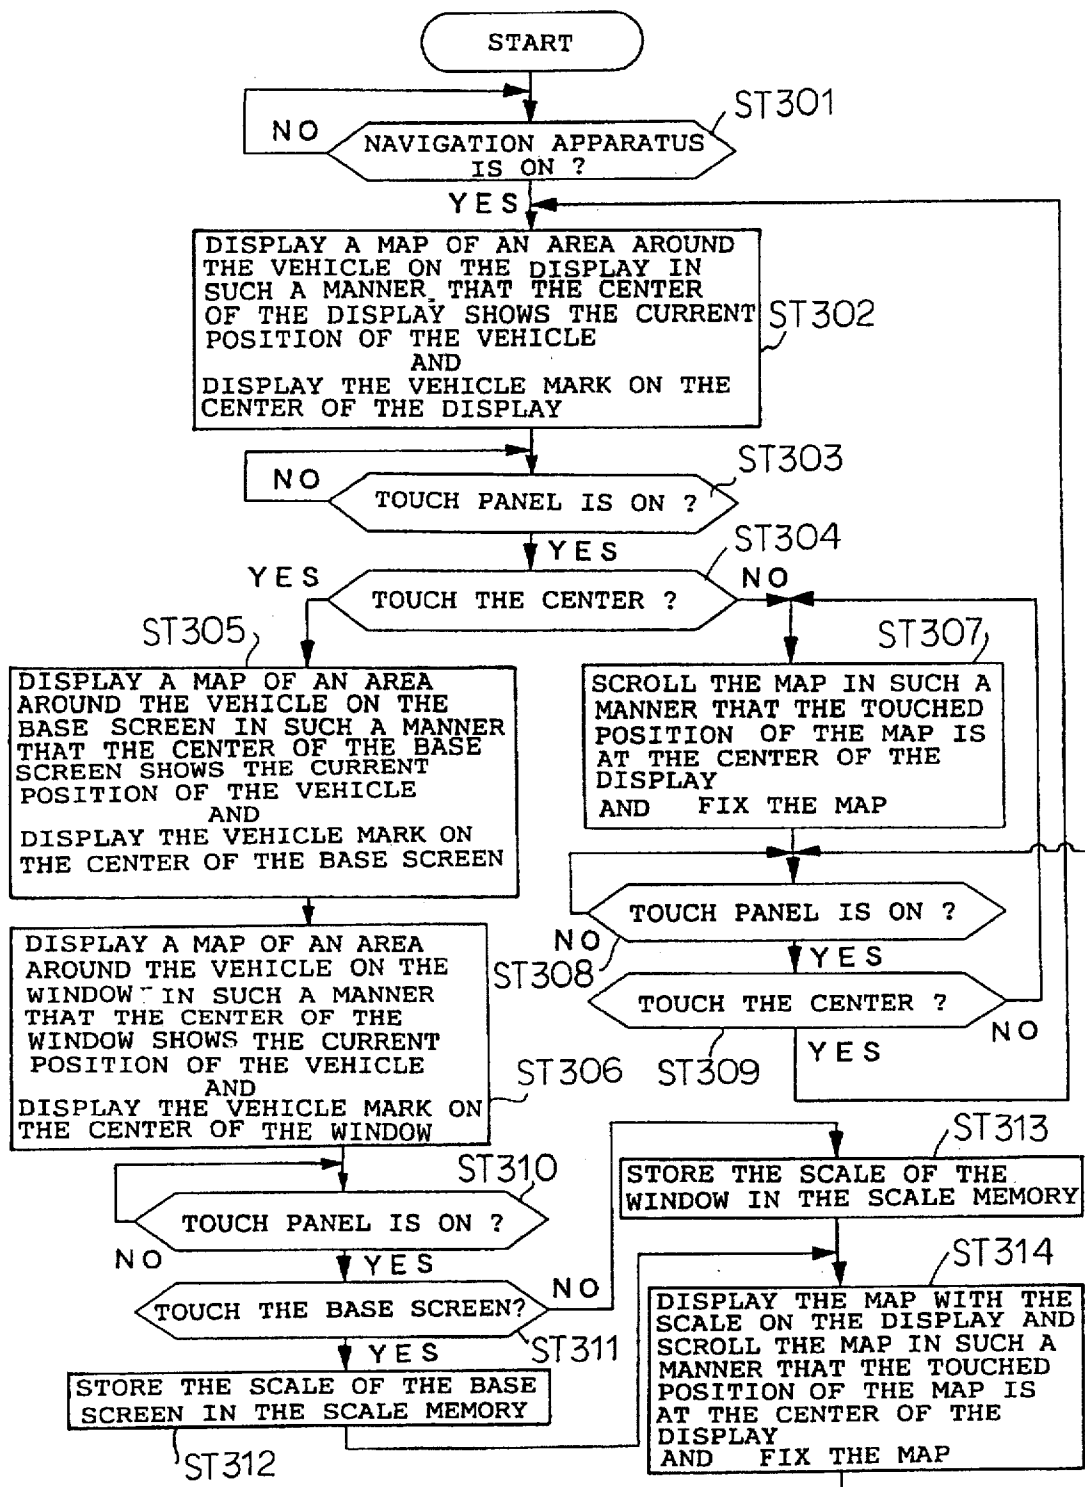 START
ST301
NO
NAVIGATION APPARATUS
IS ON ?
YES
DISPLAY A MAP OF AN AREA AROUND
THE VEHICLE ON THE DISPLAY IN
SUCH A MANNER THAT THE CENTER
OF THE DISPLAY SHOWS THE CURRENT
POSITION OF THE VEHICLE
AND
DISPLAY THE VEHICLE MARK ON THE
CENTER OF THE DISPLAY
ST302
ST303
NO
TOUCH PANEL IS ON ?
YES
ST304
YES
TOUCH THE CENTER ?
NO
ST305
DISPLAY A MAP OF AN AREA
AROUND THE VEHICLE ON THE
BASE SCREEN IN SUCH A MANNER
THAT THE CENTER OF THE BASE
SCREEN SHOWS THE CURRENT
POSITION OF THE VEHICLE
AND
DISPLAY THE VEHICLE MARK ON
THE CENTER OF THE BASE SCREEN
ST307
SCROLL THE MAP IN SUCH A
MANNER THAT THE TOUCHED
POSITION OF THE MAP IS
AT THE CENTER OF THE
DISPLAY
AND FIX THE MAP
TOUCH PANEL IS ON ?
NO
ST308
YES
TOUCH THE CENTER ?
NO
ST309
YES
DISPLAY A MAP OF AN AREA
AROUND THE VEHICLE ON THE
WINDOW IN SUCH A MANNER
THAT THE CENTER OF THE
WINDOW SHOWS THE CURRENT
POSITION OF THE VEHICLE
AND
DISPLAY THE VEHICLE MARK ON
THE CENTER OF THE WINDOW
ST306
ST310
TOUCH PANEL IS ON ?
NO
YES
TOUCH THE BASE SCREEN?
NO
ST311
YES
STORE THE SCALE OF THE BASE
SCREEN IN THE SCALE MEMORY
ST312
ST313
STORE THE SCALE OF THE
WINDOW IN THE SCALE MEMORY
ST314
DISPLAY THE MAP WITH THE
SCALE ON THE DISPLAY AND
SCROLL THE MAP IN SUCH A
MANNER THAT THE TOUCHED
POSITION OF THE MAP IS
AT THE CENTER OF THE
DISPLAY
AND FIX THE MAP